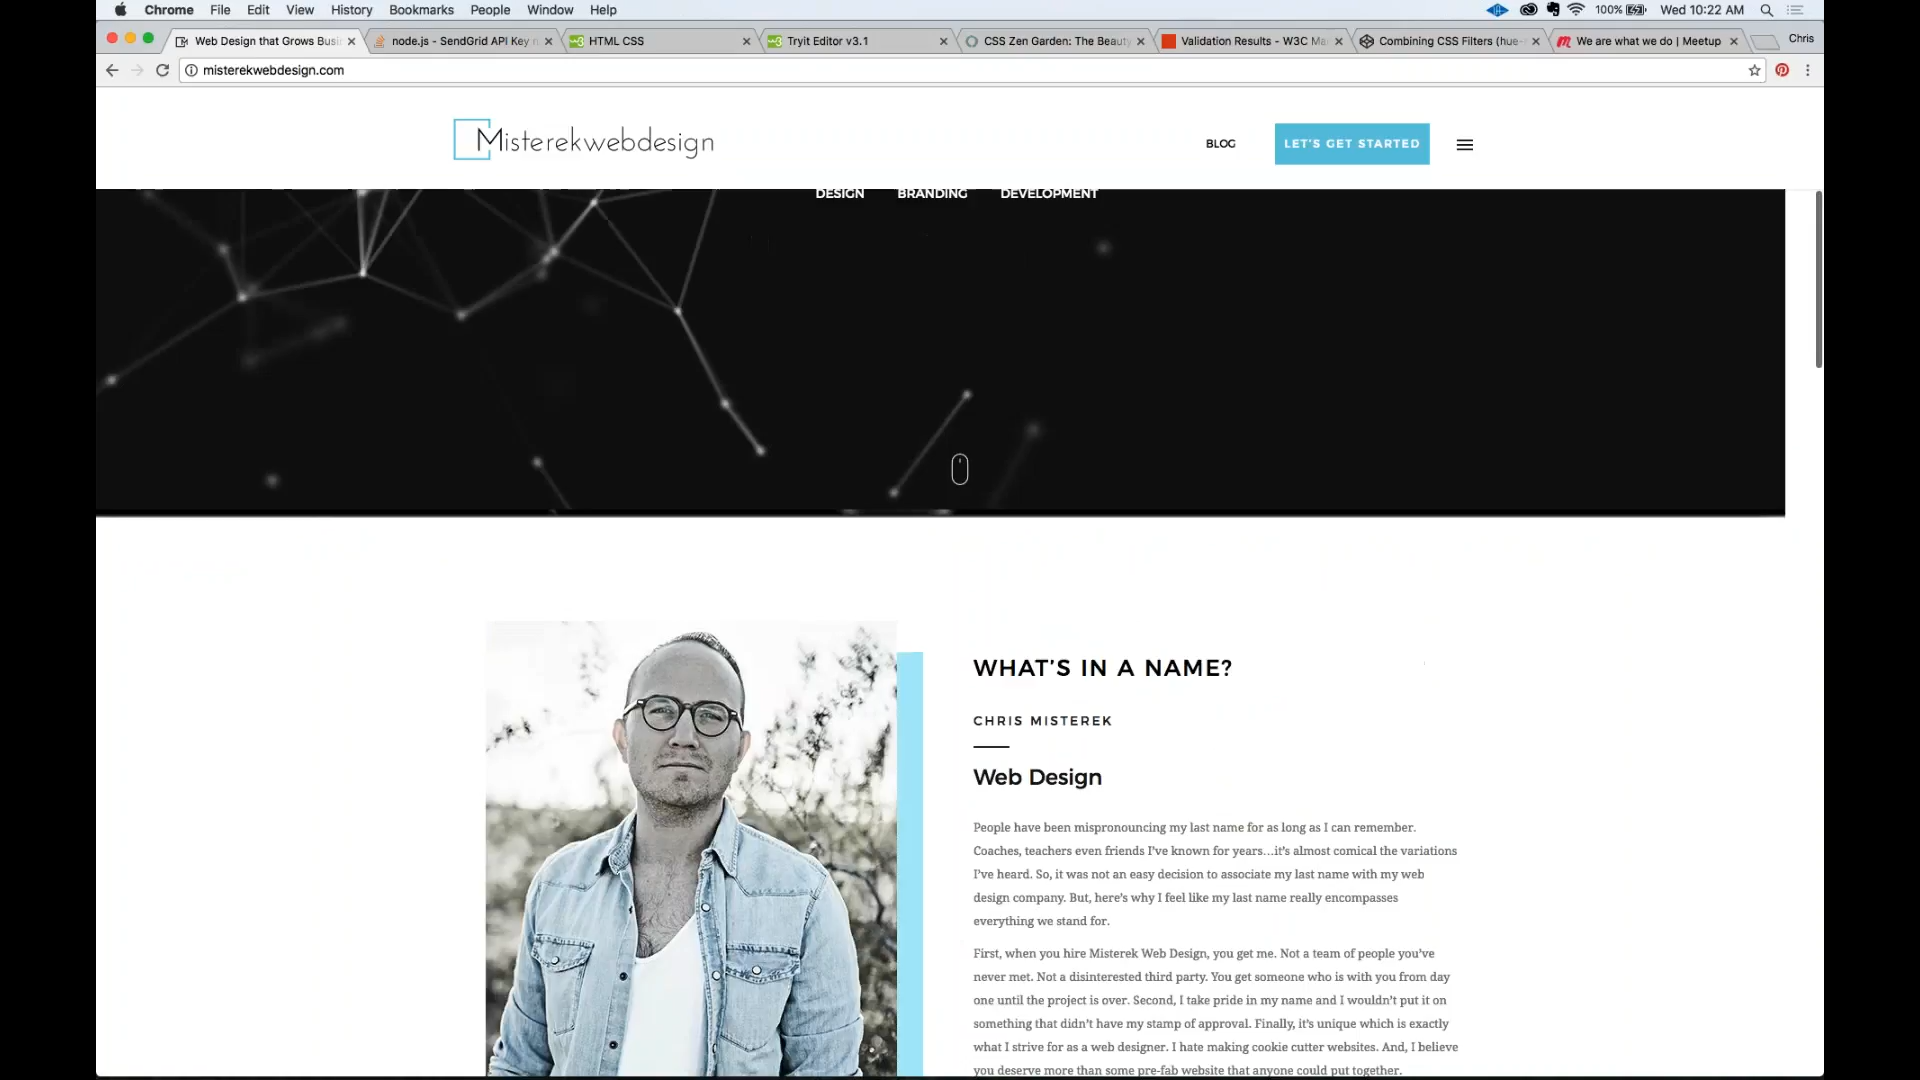 Chrome File Edit View History Bookmarks People Window Help 100% Wed 10:22 AM
Web Design that Grows Busi node.js - SendGrid API Key ri HTML CSS Tryit Editor v3.1 CSS Zen Garden: The Beauty Validation Results - W3C Ma Combining CSS Filters (hue- We are what we do | Meetup Chris
misterekwebdesign.com
Misterekwebdesign BLOG LET'S GET STARTED
DESIGN BRANDING DEVELOPMENT
WHAT'S IN A NAME?
CHRIS MISTEREK
Web Design
People have been mispronouncing my last name for as long as I can remember.
Coaches, teachers even friends I've known for years…it's almost comical the variations
I've heard. So, it was not an easy decision to associate my last name with my web
design company. But, here's why I feel like my last name really encompasses
everything we stand for.
First, when you hire Misterek Web Design, you get me. Not a team of people you've
never met. Not a disinterested third party. You get someone who is with you from day
one until the project is over. Second, I take pride in my name and I wouldn't put it on
something that didn't have my stamp of approval. Finally, it's unique which is exactly
what I strive for as a web designer. I hate making cookie cutter websites. And, I believe
you deserve more than some pre-fab website that anyone could put together.